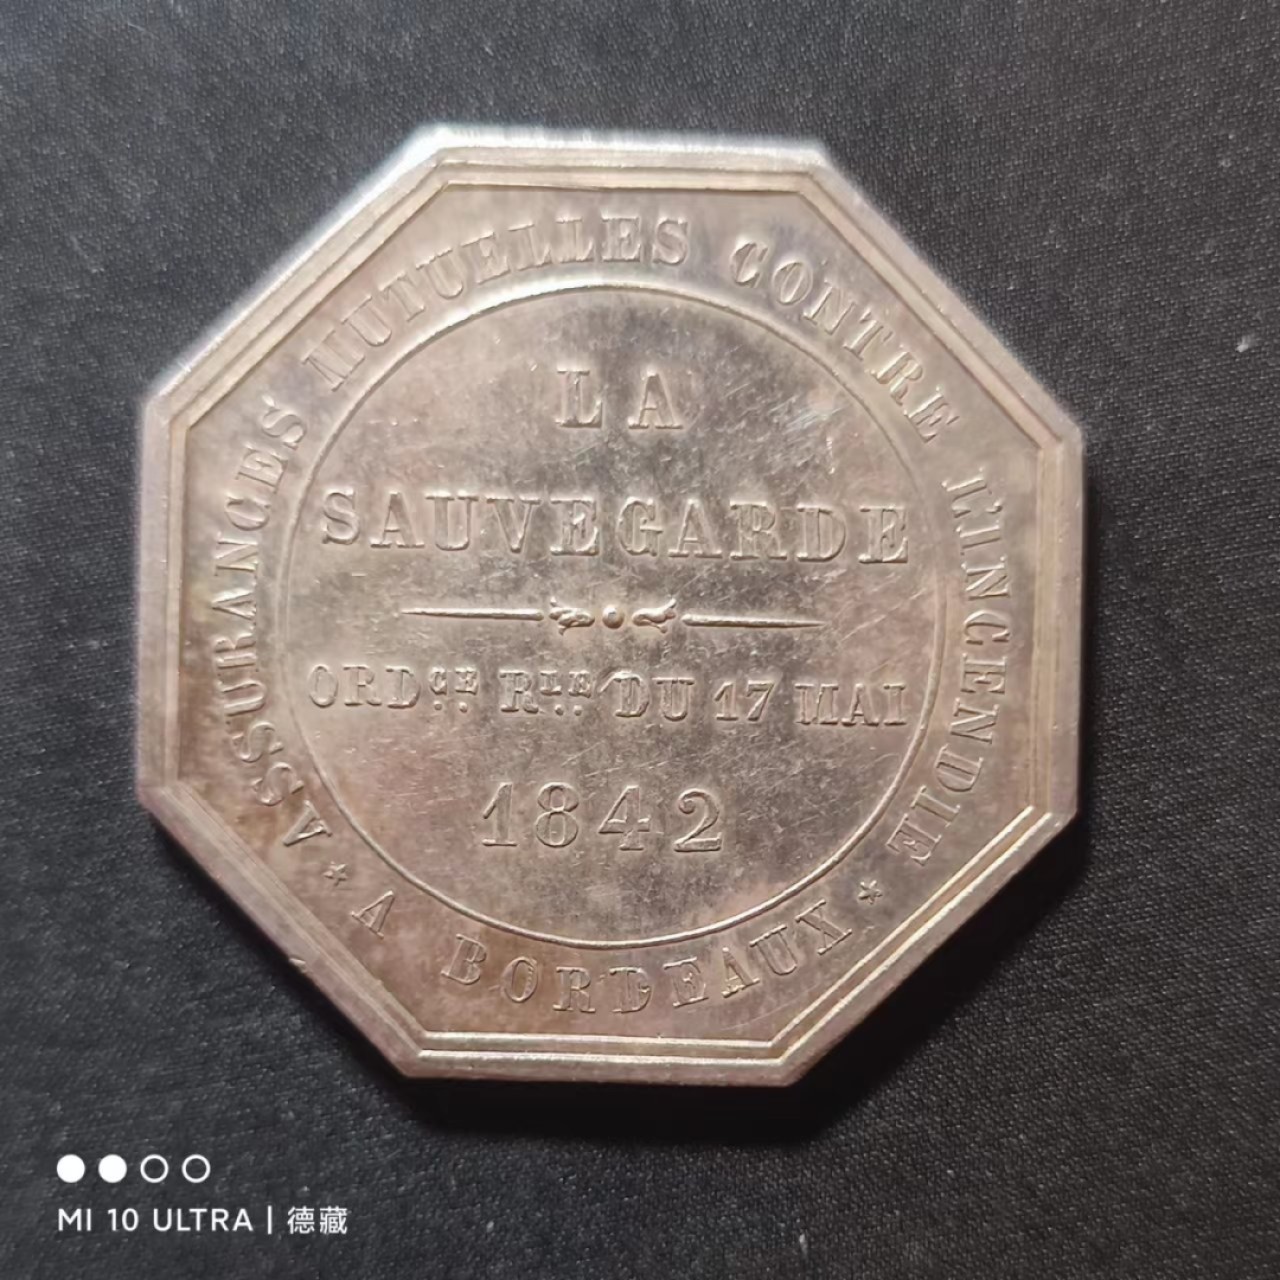 ASSURANCES MUTUELLES CONTRE L'INCENDIE
LA
SAUVEGARDE
ORDCE RLE DU 17 MAI
1842
* A BORDEAUX *
MI 10 ULTRA | 德藏